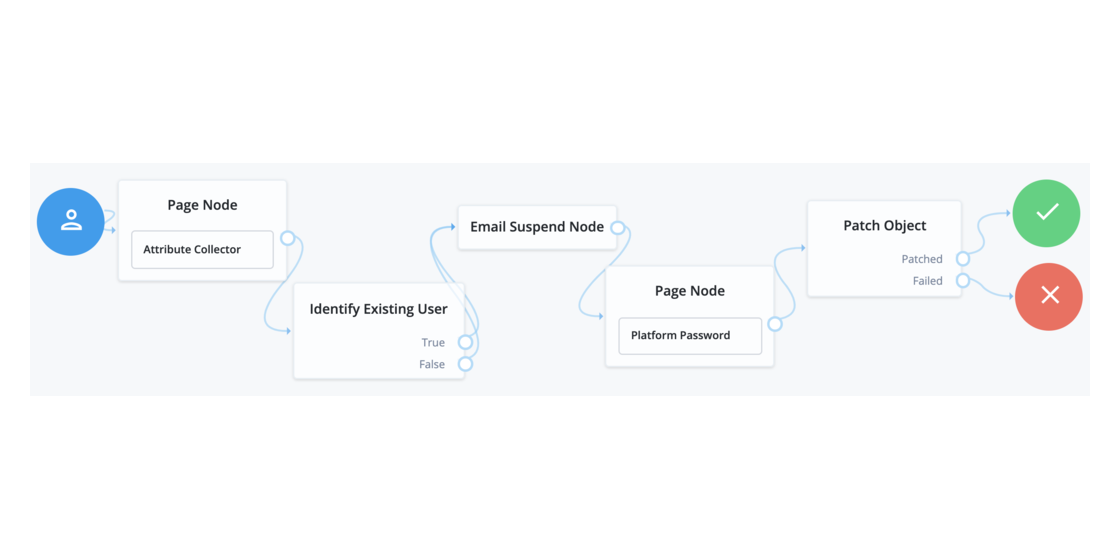 Page Node
Attribute Collector
Identify Existing User
True
False
Email Suspend Node
Page Node
Platform Password
Patch Object
Patched
Failed